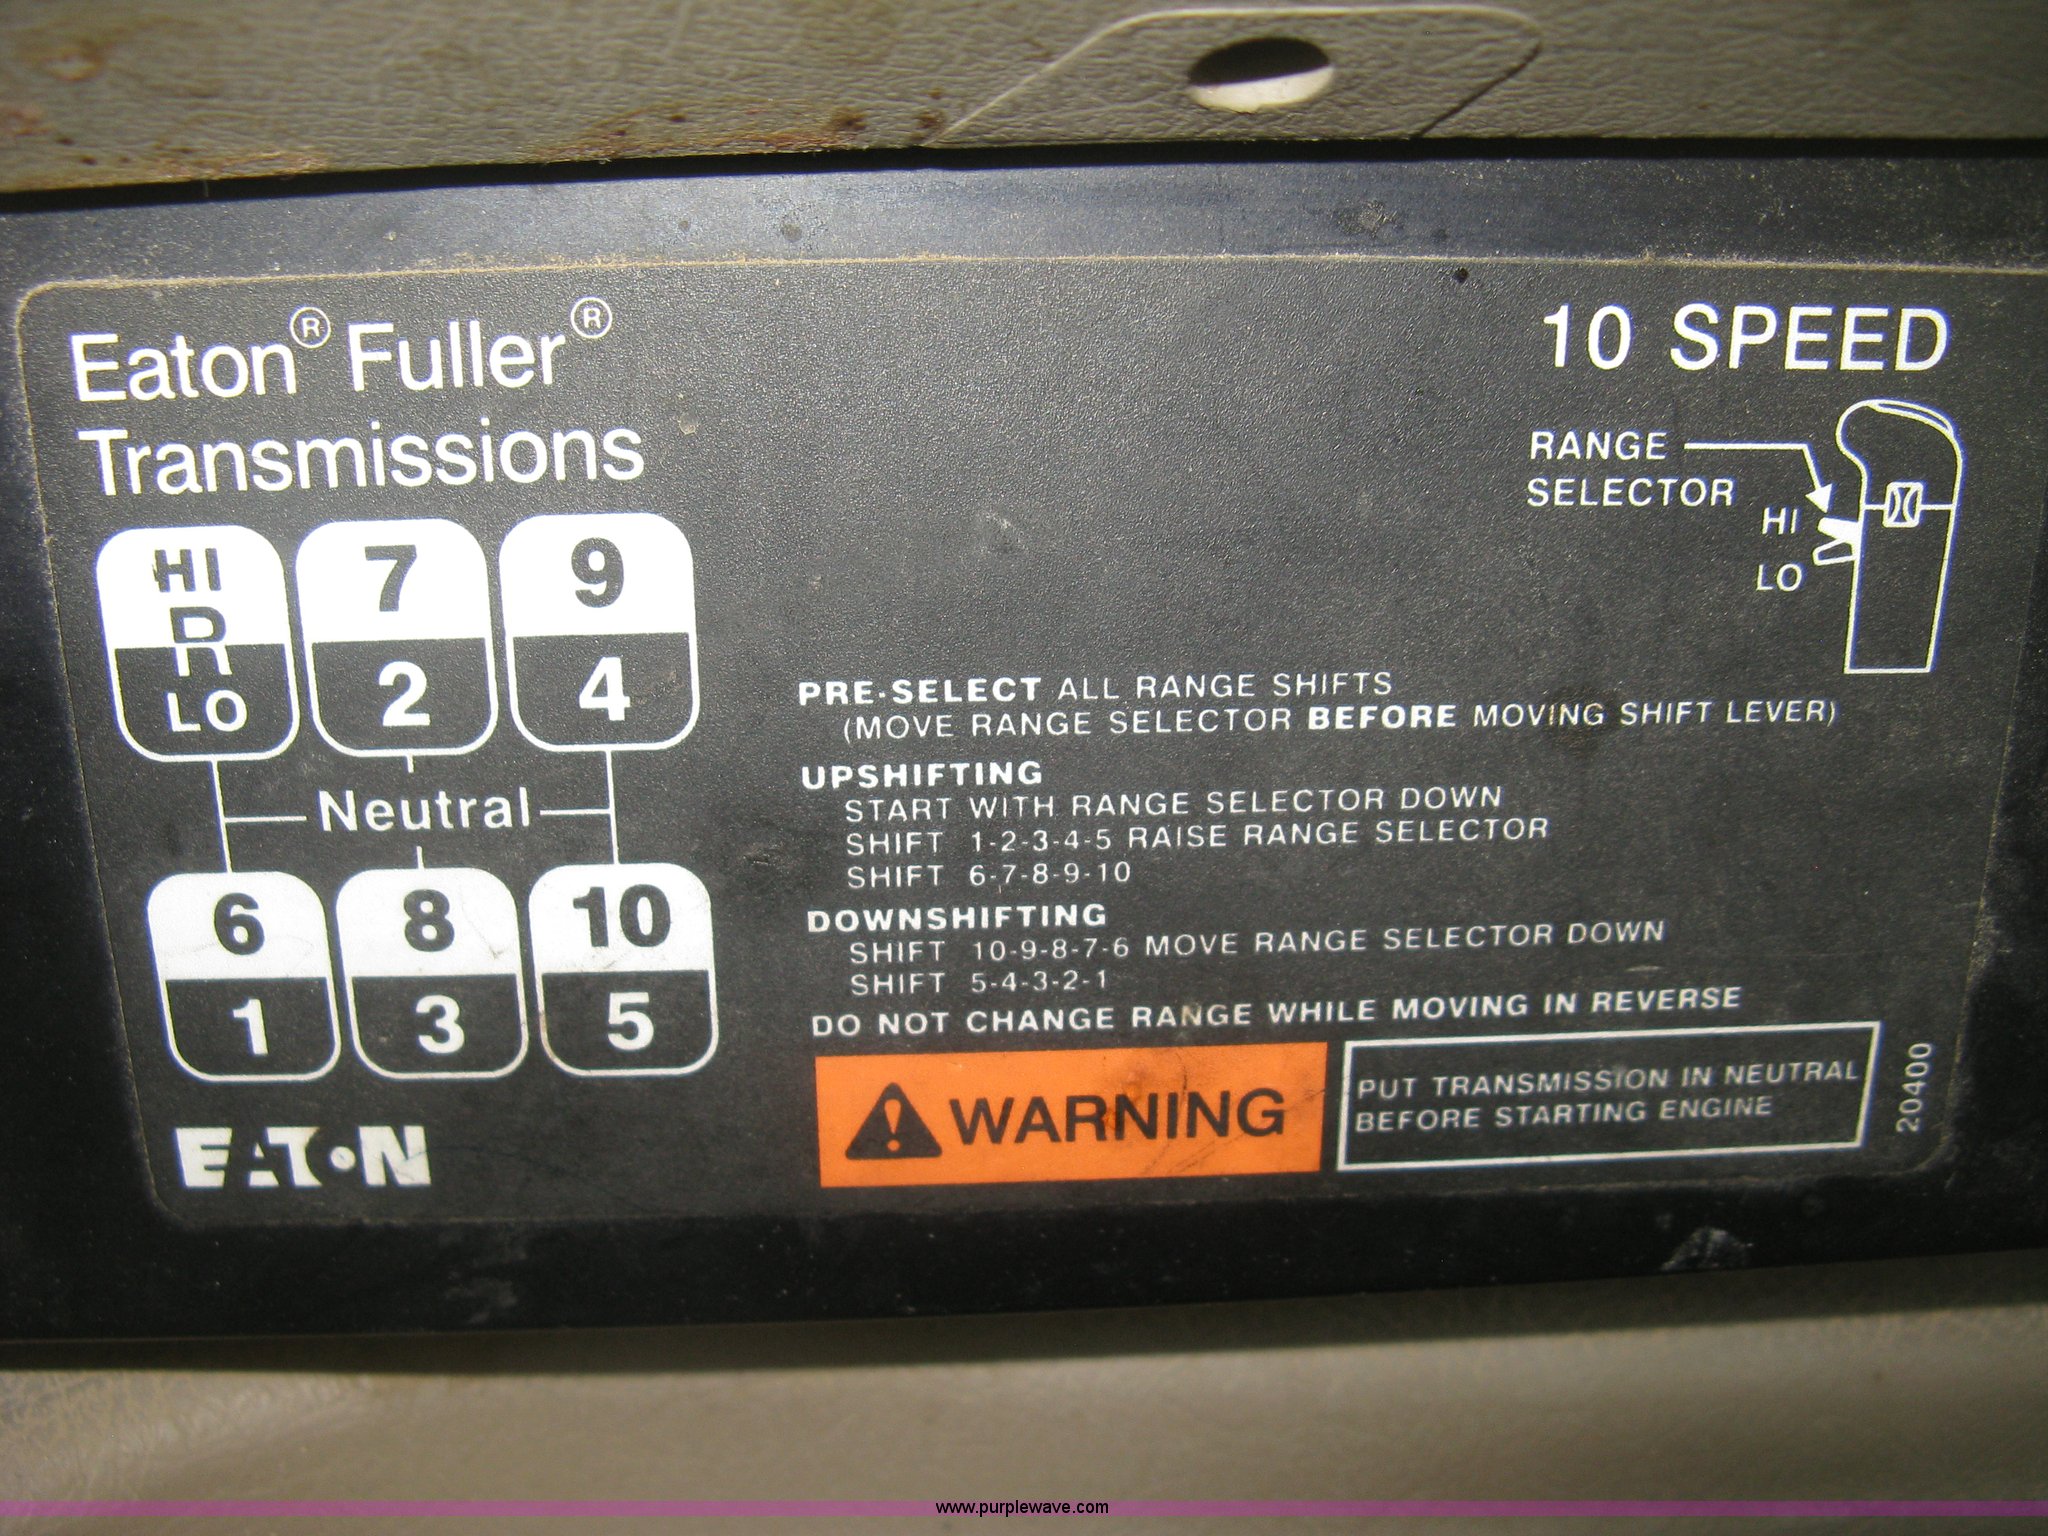 Eaton® Fuller®
Transmissions
10 SPEED
RANGE
SELECTOR
HI
LO
HI
R
LO
7
2
9
4
Neutral
6
1
8
3
10
5
EATON
PRE-SELECT ALL RANGE SHIFTS
(MOVE RANGE SELECTOR BEFORE MOVING SHIFT LEVER)
UPSHIFTING
START WITH RANGE SELECTOR DOWN
SHIFT 1-2-3-4-5 RAISE RANGE SELECTOR
SHIFT 6-7-8-9-10
DOWNSHIFTING
SHIFT 10-9-8-7-6 MOVE RANGE SELECTOR DOWN
SHIFT 5-4-3-2-1
DO NOT CHANGE RANGE WHILE MOVING IN REVERSE
WARNING
PUT TRANSMISSION IN NEUTRAL
BEFORE STARTING ENGINE
20400
www.purplewave.com